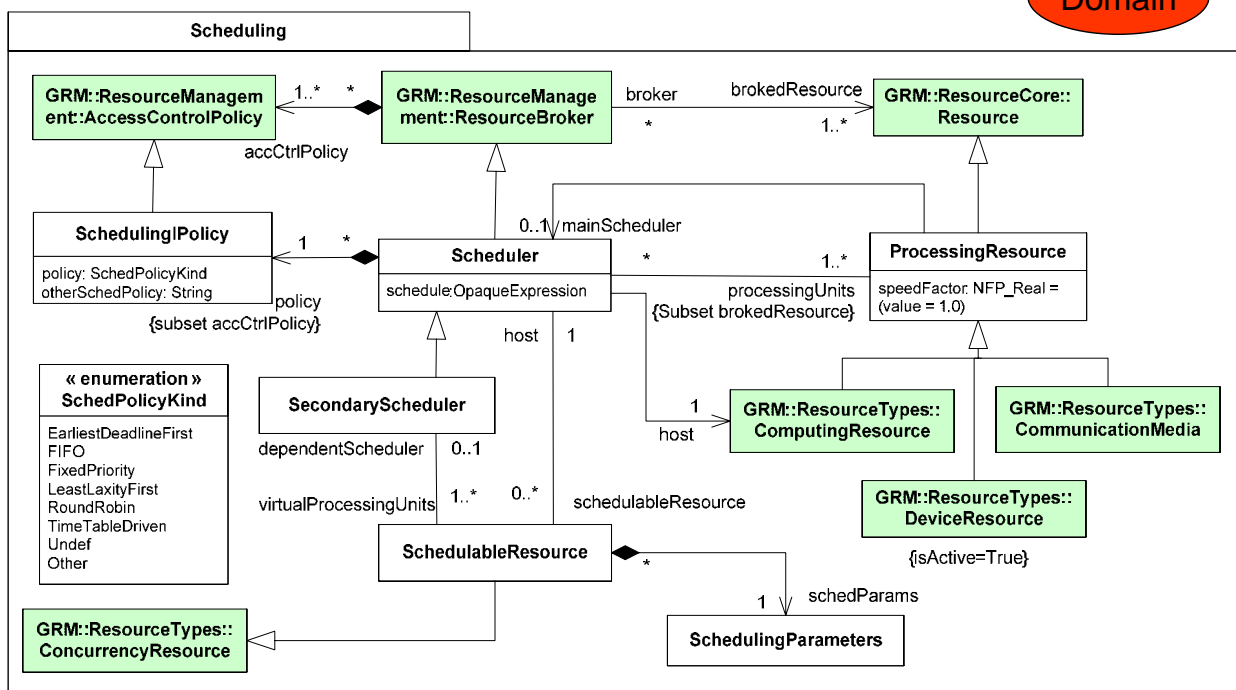 Domain
Scheduling
GRM::ResourceManagem
ent::AccessControlPolicy
1..*
*
accCtrlPolicy
GRM::ResourceManage
ment::ResourceBroker
broker
*
brokedResource
1..*
GRM::ResourceCore::
Resource
SchedulinglPolicy
policy: SchedPolicyKind
otherSchedPolicy: String
1
*
policy
{subset accCtrlPolicy}
0..1
mainScheduler
Scheduler
schedule:OpaqueExpression
*
1..*
processingUnits
{Subset brokedResource}
ProcessingResource
speedFactor: NFP_Real =
(value = 1.0)
host
1
« enumeration »
SchedPolicyKind
EarliestDeadlineFirst
FIFO
FixedPriority
LeastLaxityFirst
RoundRobin
TimeTableDriven
Undef
Other
SecondaryScheduler
dependentScheduler
0..1
virtualProcessingUnits
1..*
0..*
schedulableResource
1
host
GRM::ResourceTypes::
ComputingResource
GRM::ResourceTypes::
CommunicationMedia
GRM::ResourceTypes::
DeviceResource
{isActive=True}
SchedulableResource
*
1
schedParams
SchedulingParameters
GRM::ResourceTypes::
ConcurrencyResource